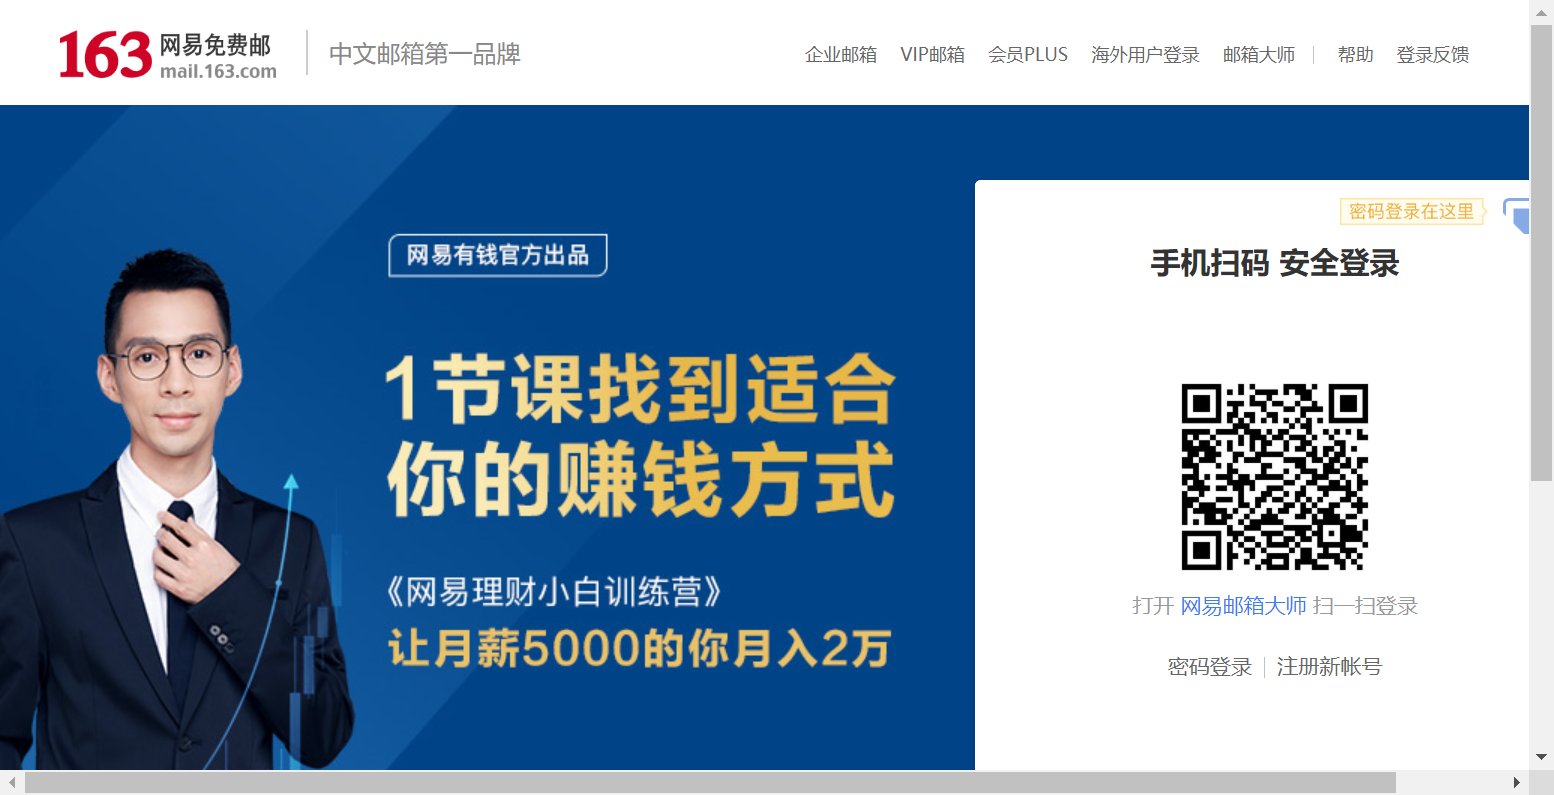 163 网易免费邮
mail.163.com
中文邮箱第一品牌
企业邮箱 VIP邮箱 会员PLUS 海外用户登录 邮箱大师 帮助 登录反馈
网易有钱官方出品
1节课找到适合
你的赚钱方式
《网易理财小白训练营》
让月薪5000的你月入2万
密码登录在这里
手机扫码 安全登录
打开 网易邮箱大师 扫一扫登录
密码登录 注册新帐号